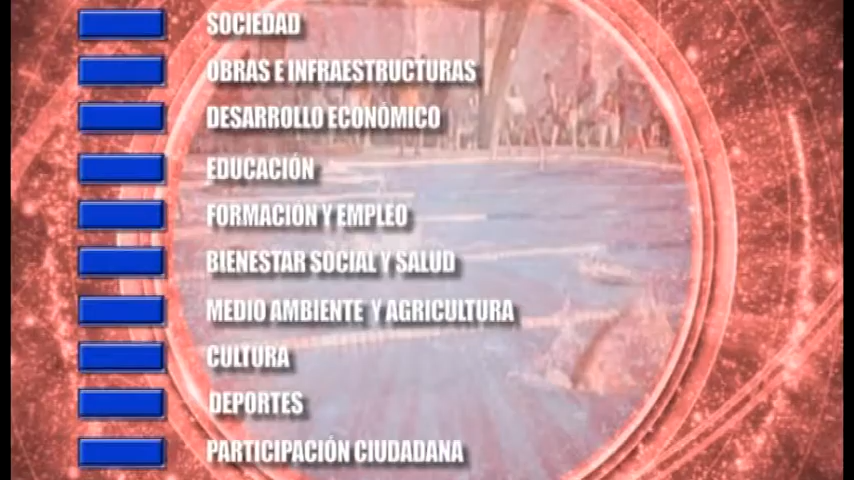 SOCIEDAD
OBRAS E INFRAESTRUCTURAS
DESARROLLO ECONÓMICO
EDUCACIÓN
FORMACIÓN Y EMPLEO
BIENESTAR SOCIAL Y SALUD
MEDIO AMBIENTE Y AGRICULTURA
CULTURA
DEPORTES
PARTICIPACIÓN CIUDADANA